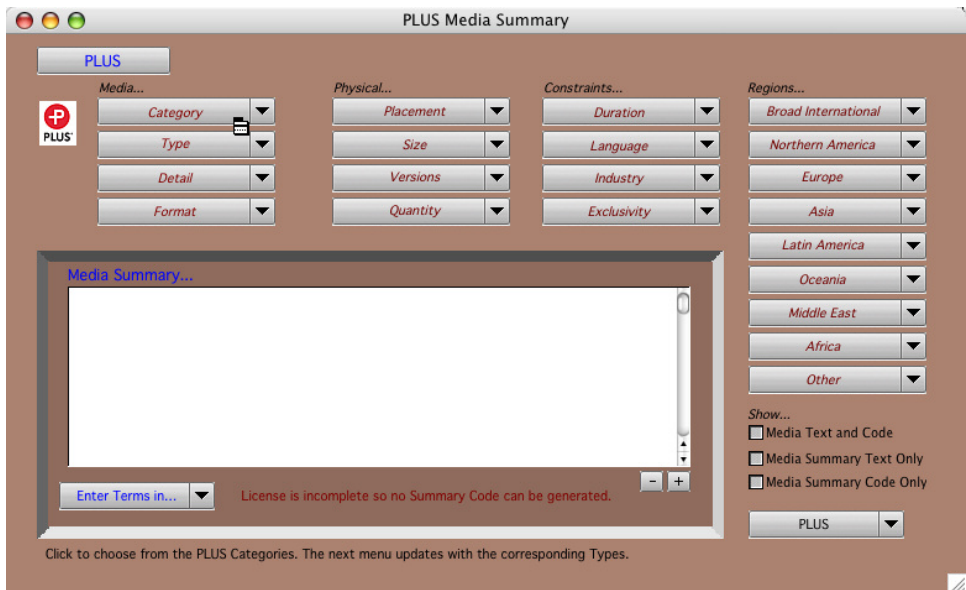 PLUS Media Summary
PLUS
Media...
Physical...
Constraints...
Regions...
PLUS
Category
Placement
Duration
Broad International
Type
Size
Language
Northern America
Detail
Versions
Industry
Europe
Format
Quantity
Exclusivity
Asia
Latin America
Oceania
Middle East
Africa
Other
Media Summary...
Show...
Media Text and Code
Media Summary Text Only
Media Summary Code Only
- +
Enter Terms in...
License is incomplete so no Summary Code can be generated.
PLUS
Click to choose from the PLUS Categories. The next menu updates with the corresponding Types.